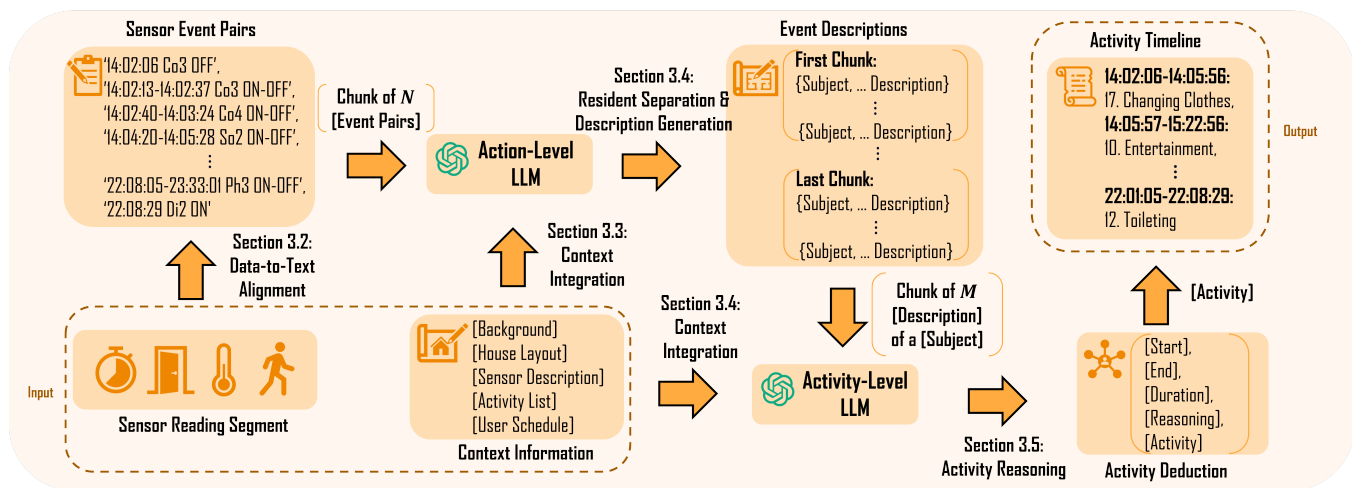 Sensor Event Pairs
'14:02:06 Co3 OFF',
'14:02:13-14:02:37 Co3 ON-OFF',
'14:02:40-14:03:24 Co4 ON-OFF',
'14:04:20-14:05:28 So2 ON-OFF',
⋮
'22:08:05-23:33:01 Ph3 ON-OFF',
'22:08:29 Di2 ON'
Chunk of N
[Event Pairs]
Action-Level
LLM
Section 3.4:
Resident Separation &
Description Generation
Event Descriptions
First Chunk:
{Subject, ... Description}
⋮
{Subject, ... Description}
⋮
Last Chunk:
{Subject, ... Description}
⋮
{Subject, ... Description}
Activity Timeline
14:02:06-14:05:56:
17. Changing Clothes,
14:05:57-15:22:56:
10. Entertainment,
⋮
22:01:05-22:08:29:
12. Toileting
Output
Section 3.2:
Data-to-Text
Alignment
Section 3.3:
Context
Integration
Input
Sensor Reading Segment
[Background]
[House Layout]
[Sensor Description]
[Activity List]
[User Schedule]
Context Information
Section 3.4:
Context
Integration
Chunk of M
[Description]
of a [Subject]
Activity-Level
LLM
Section 3.5:
Activity Reasoning
[Activity]
[Start],
[End],
[Duration],
[Reasoning],
[Activity]
Activity Deduction